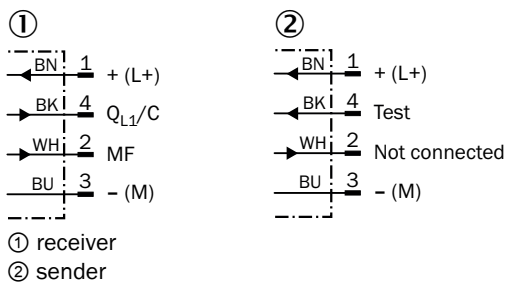 ① ②
BN 1 + (L+)
BK 4 QL1/C
WH 2 MF
BU 3 − (M)
BN 1 + (L+)
BK 4 Test
WH 2 Not connected
BU 3 − (M)
① receiver
② sender